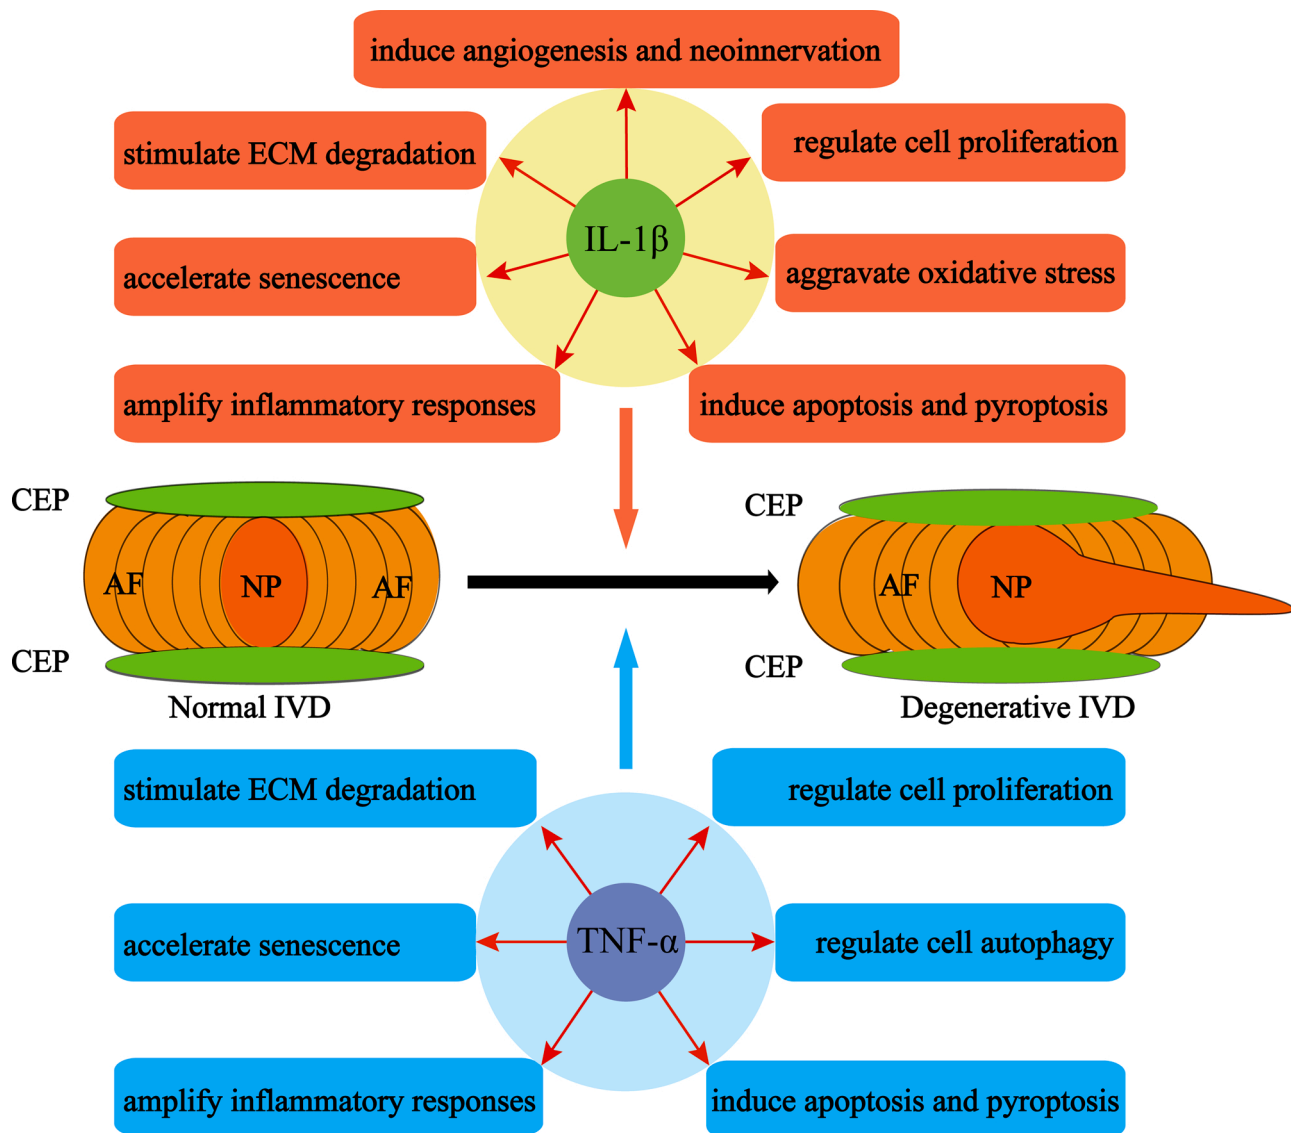 induce angiogenesis and neoinnervation
stimulate ECM degradation
regulate cell proliferation
IL-1β
accelerate senescence
aggravate oxidative stress
amplify inflammatory responses
induce apoptosis and pyroptosis
CEP
CEP
AF
NP
AF
AF
NP
CEP
CEP
Normal IVD
Degenerative IVD
stimulate ECM degradation
regulate cell proliferation
accelerate senescence
TNF-α
regulate cell autophagy
amplify inflammatory responses
induce apoptosis and pyroptosis